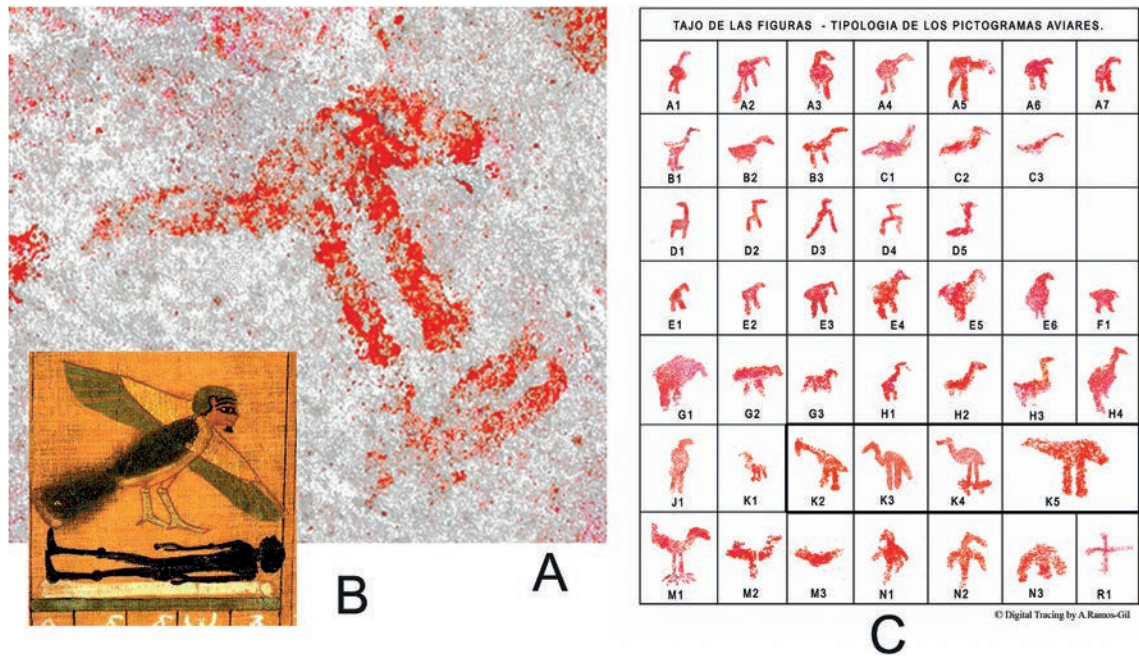 A
B
TAJO DE LAS FIGURAS - TIPOLOGIA DE LOS PICTOGRAMAS AVIARES.
A1 A2 A3 A4 A5 A6 A7
B1 B2 B3 C1 C2 C3
D1 D2 D3 D4 D5
E1 E2 E3 E4 E5 E6 F1
G1 G2 G3 H1 H2 H3 H4
J1 K1 K2 K3 K4 K5
M1 M2 M3 N1 N2 N3 R1
© Digital Tracing by A.Ramos-Gil
C